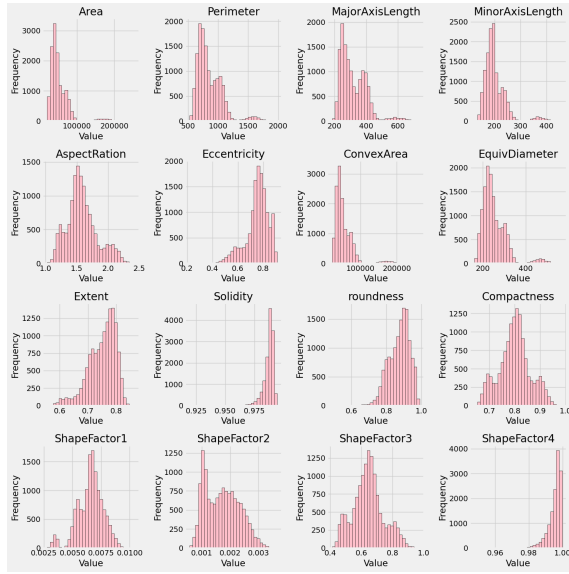 Area
Perimeter
MajorAxisLength
MinorAxisLength
Frequency
3000
2000
1000
0
100000
200000
Value
Frequency
2000
1500
1000
500
0
500
1000
1500
2000
Value
Frequency
2000
1500
1000
500
0
200
400
600
Value
Frequency
2500
2000
1500
1000
500
0
200
300
400
Value
AspectRation
Eccentricity
ConvexArea
EquivDiameter
Frequency
1500
1000
500
0
1.0
1.5
2.0
2.5
Value
Frequency
2000
1500
1000
500
0
0.2
0.4
0.6
0.8
Value
Frequency
3000
2000
1000
0
100000
200000
Value
Frequency
2000
1500
1000
500
0
200
400
Value
Extent
Solidity
roundness
Compactness
Frequency
1250
1000
750
500
250
0
0.6
0.7
0.8
Value
Frequency
4000
3000
2000
1000
0
0.925
0.950
0.975
Value
Frequency
1500
1000
500
0
0.6
0.8
1.0
Value
Frequency
1250
1000
750
500
250
0
0.7
0.8
0.9
1.0
Value
ShapeFactor1
ShapeFactor2
ShapeFactor3
ShapeFactor4
Frequency
1500
1000
500
0
0.0025
0.0050
0.0075
0.0100
Value
Frequency
1250
1000
750
500
250
0
0.001
0.002
0.003
Value
Frequency
1250
1000
750
500
250
0
0.4
0.6
0.8
1.0
Value
Frequency
4000
3000
2000
1000
0
0.96
0.98
1.00
Value